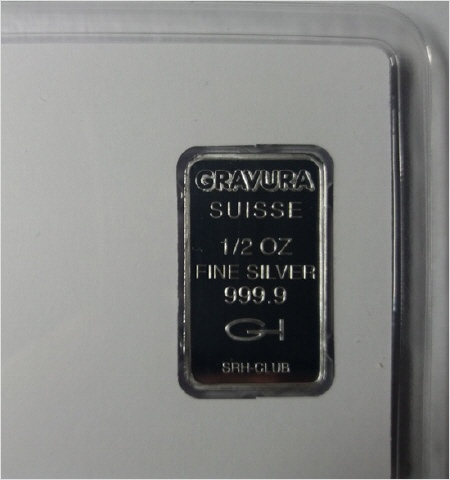 GRAVURA
SUISSE
1/2 OZ
FINE SILVER
999.9
GH
SRH-CLUB